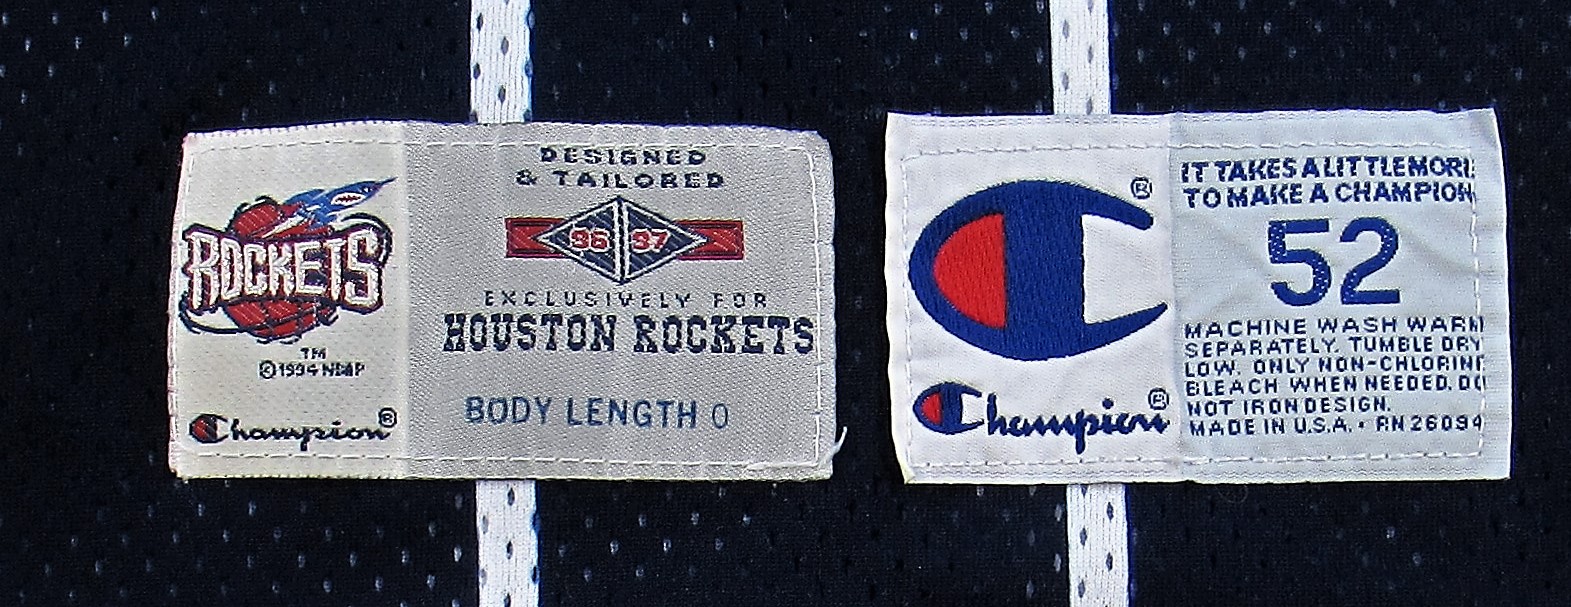 ROCKETS
TM
©1994 NBAP
Champion®
DESIGNED
& TAILORED
96 97
EXCLUSIVELY FOR
HOUSTON ROCKETS
BODY LENGTH 0
®
Champion®
IT TAKES A LITTLE MORE
TO MAKE A CHAMPION
52
MACHINE WASH WARM
SEPARATELY. TUMBLE DRY
LOW. ONLY NON-CHLORINE
BLEACH WHEN NEEDED. DO
NOT IRON DESIGN.
MADE IN U.S.A. • RN 26094